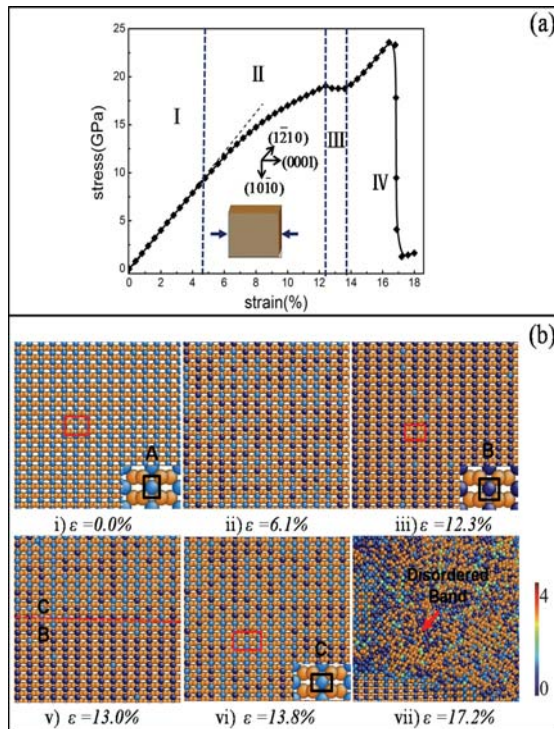 (a)
25
20
15
10
5
0
stress(GPa)
I
II
III
IV
(12̄10)
(0001)
(101̄0)
0 2 4 6 8 10 12 14 16 18
strain(%)
(b)
A
B
i) ε=0.0%
ii) ε=6.1%
iii) ε=12.3%
C
B
C
Disordered
Band
4
0
v) ε=13.0%
vi) ε=13.8%
vii) ε=17.2%